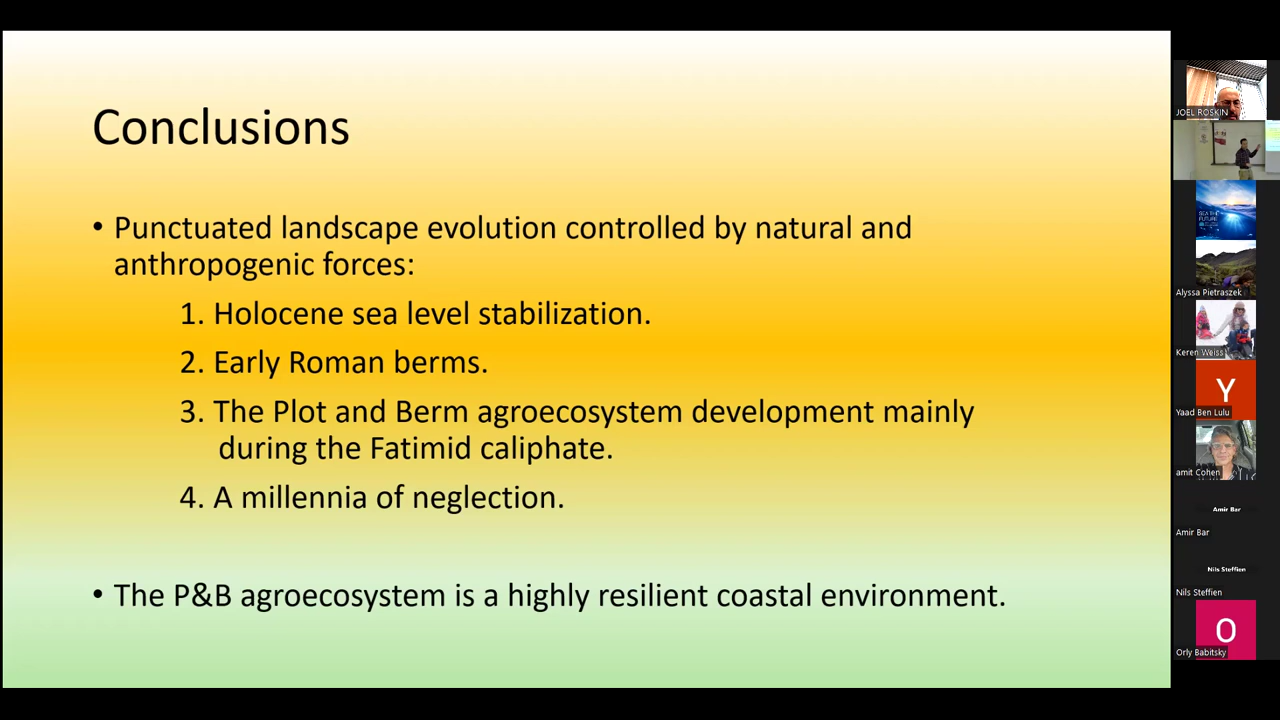 Conclusions
• Punctuated landscape evolution controlled by natural and
anthropogenic forces:
1. Holocene sea level stabilization.
2. Early Roman berms.
3. The Plot and Berm agroecosystem development mainly
during the Fatimid caliphate.
4. A millennia of neglection.
• The P&B agroecosystem is a highly resilient coastal environment.
JOEL ROSKIN
SEA THE
FUTURE
Alyssa Pietraszek
Keren Weiss
Y
Yaad Ben Lulu
amit Cohen
Amir Bar
Amir Bar
Nils Steffien
Nils Steffien
O
Orly Babitsky